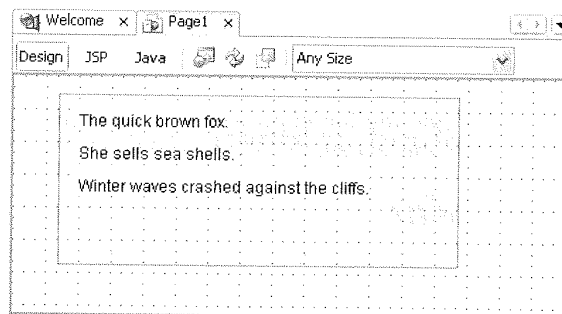 Welcome x Page1 x
Design JSP Java Any Size
The quick brown fox.
She sells sea shells.
Winter waves crashed against the cliffs.